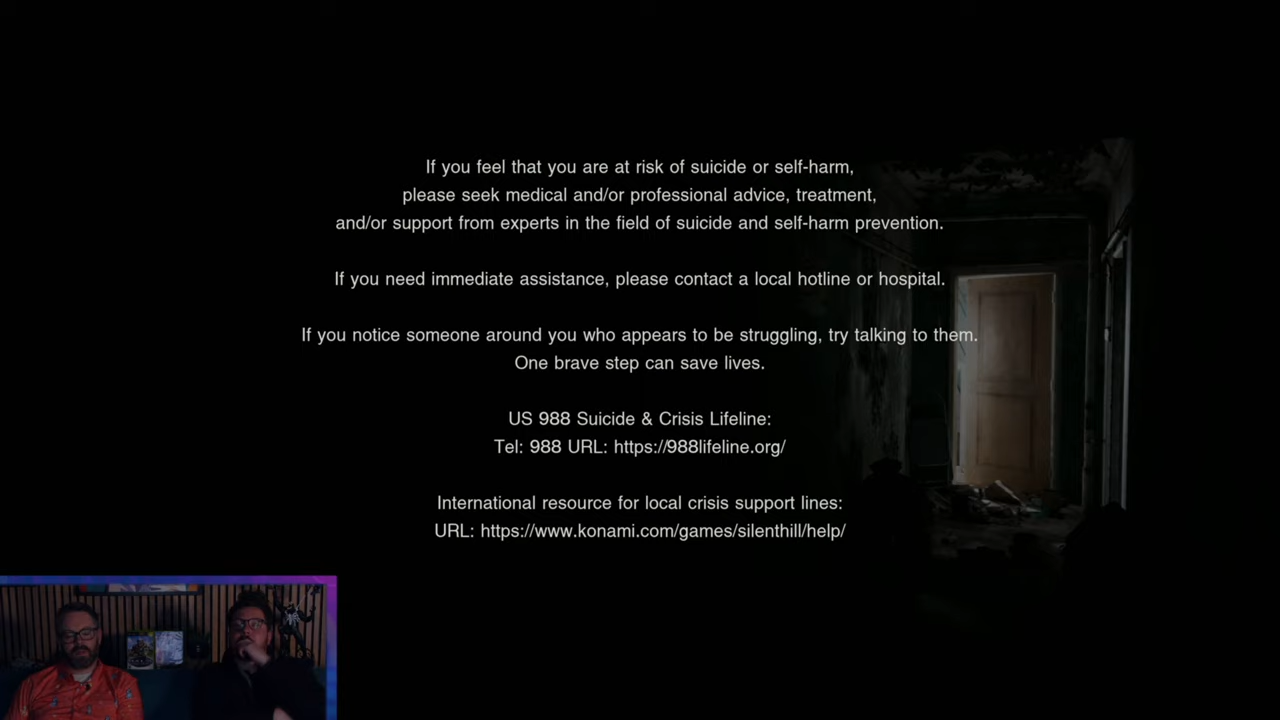 If you feel that you are at risk of suicide or self-harm,
please seek medical and/or professional advice, treatment,
and/or support from experts in the field of suicide and self-harm prevention.
If you need immediate assistance, please contact a local hotline or hospital.
If you notice someone around you who appears to be struggling, try talking to them.
One brave step can save lives.
US 988 Suicide & Crisis Lifeline:
Tel: 988 URL: https://988lifeline.org/
International resource for local crisis support lines:
URL: https://www.konami.com/games/silenthill/help/